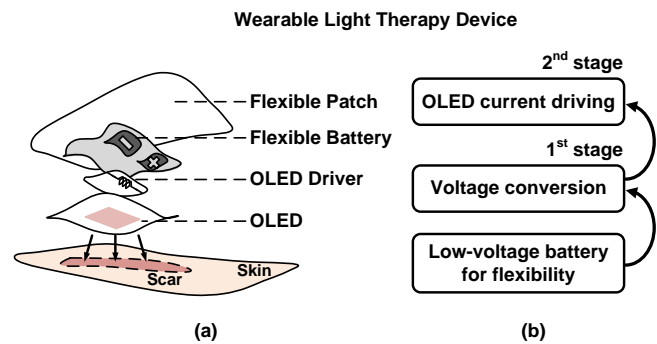 Wearable Light Therapy Device
Flexible Patch
Flexible Battery
OLED Driver
OLED
Skin
Scar
(a)
2nd stage
OLED current driving
1st stage
Voltage conversion
Low-voltage battery
for flexibility
(b)